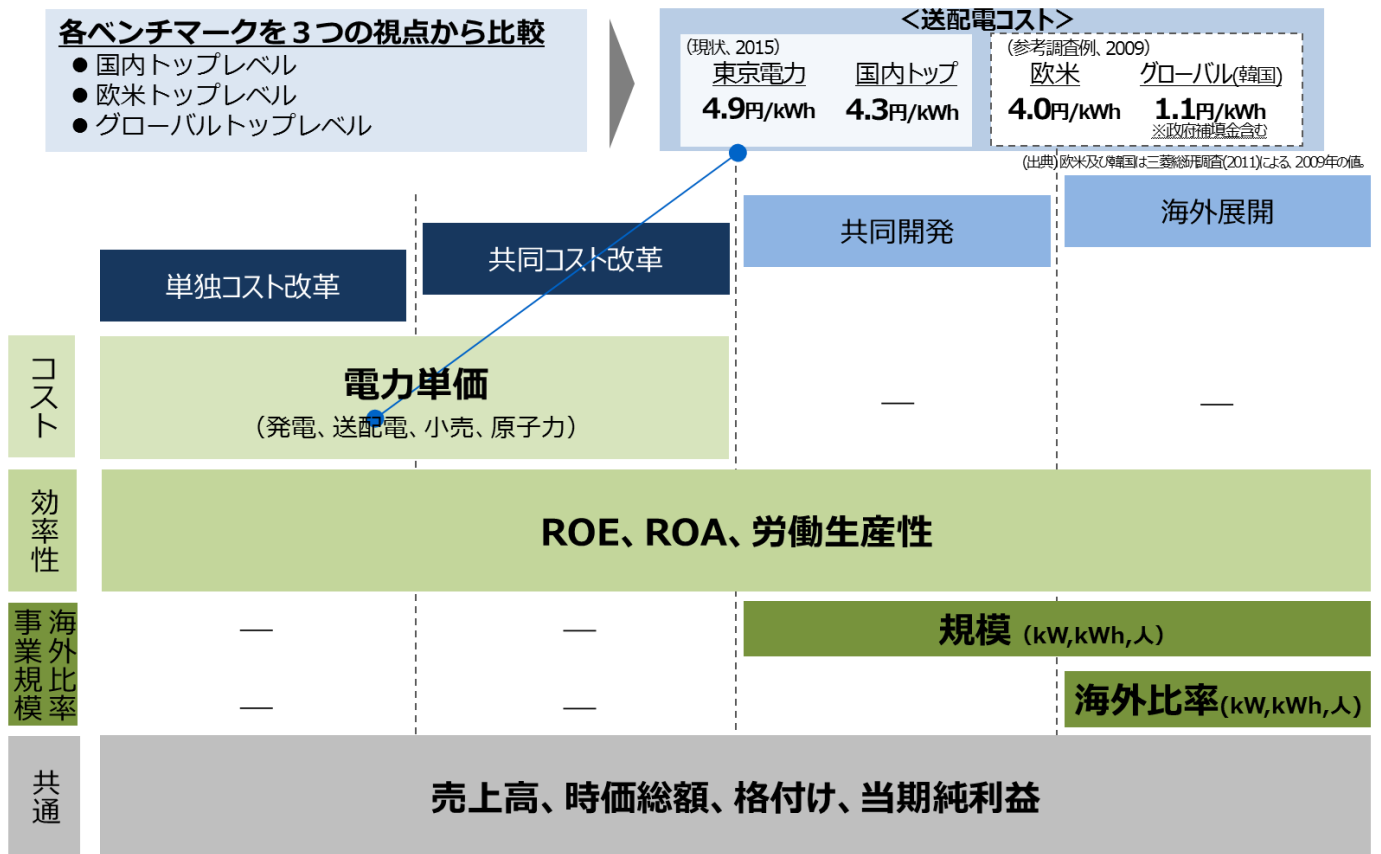 各ベンチマークを３つの視点から比較
● 国内トップレベル
● 欧米トップレベル
● グローバルトップレベル
＜送配電コスト＞
(現状、2015)
東京電力 国内トップ
4.9円/kWh 4.3円/kWh
(参考調査例、2009)
欧米 グローバル(韓国)
4.0円/kWh 1.1円/kWh
※政府補填金含む
(出典)欧米及び韓国は三菱総研調査(2011)による、2009年の値。
単独コスト改革
共同コスト改革
共同開発
海外展開
コスト
電力単価
（発電、送配電、小売、原子力）
―
―
効率性
ROE、ROA、労働生産性
海外比率
事業規模
―
―
規模（kW,kWh,人）
―
―
海外比率(kW,kWh,人)
共通
売上高、時価総額、格付け、当期純利益